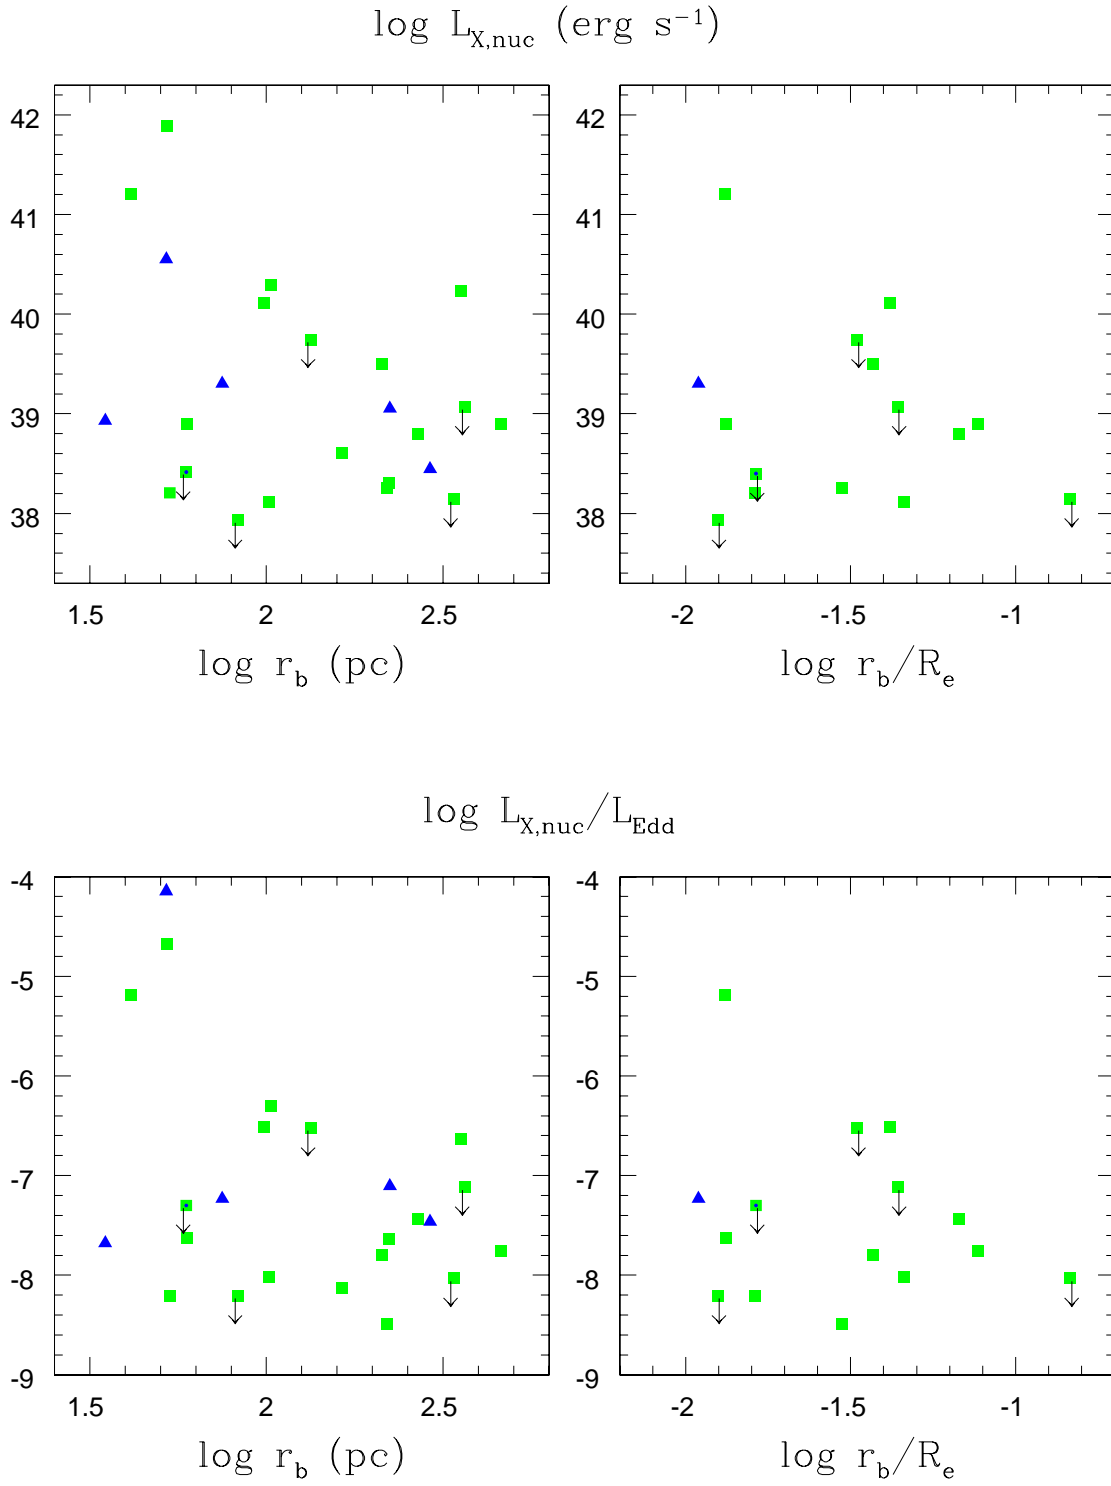 log L_X,nuc (erg s⁻¹)
42 42
41 41
40 40
39 39
38 38
1.5 2 2.5 -2 -1.5 -1
log r_b (pc) log r_b/R_e
log L_X,nuc/L_Edd
-4 -4
-5 -5
-6 -6
-7 -7
-8 -8
-9 -9
1.5 2 2.5 -2 -1.5 -1
log r_b (pc) log r_b/R_e